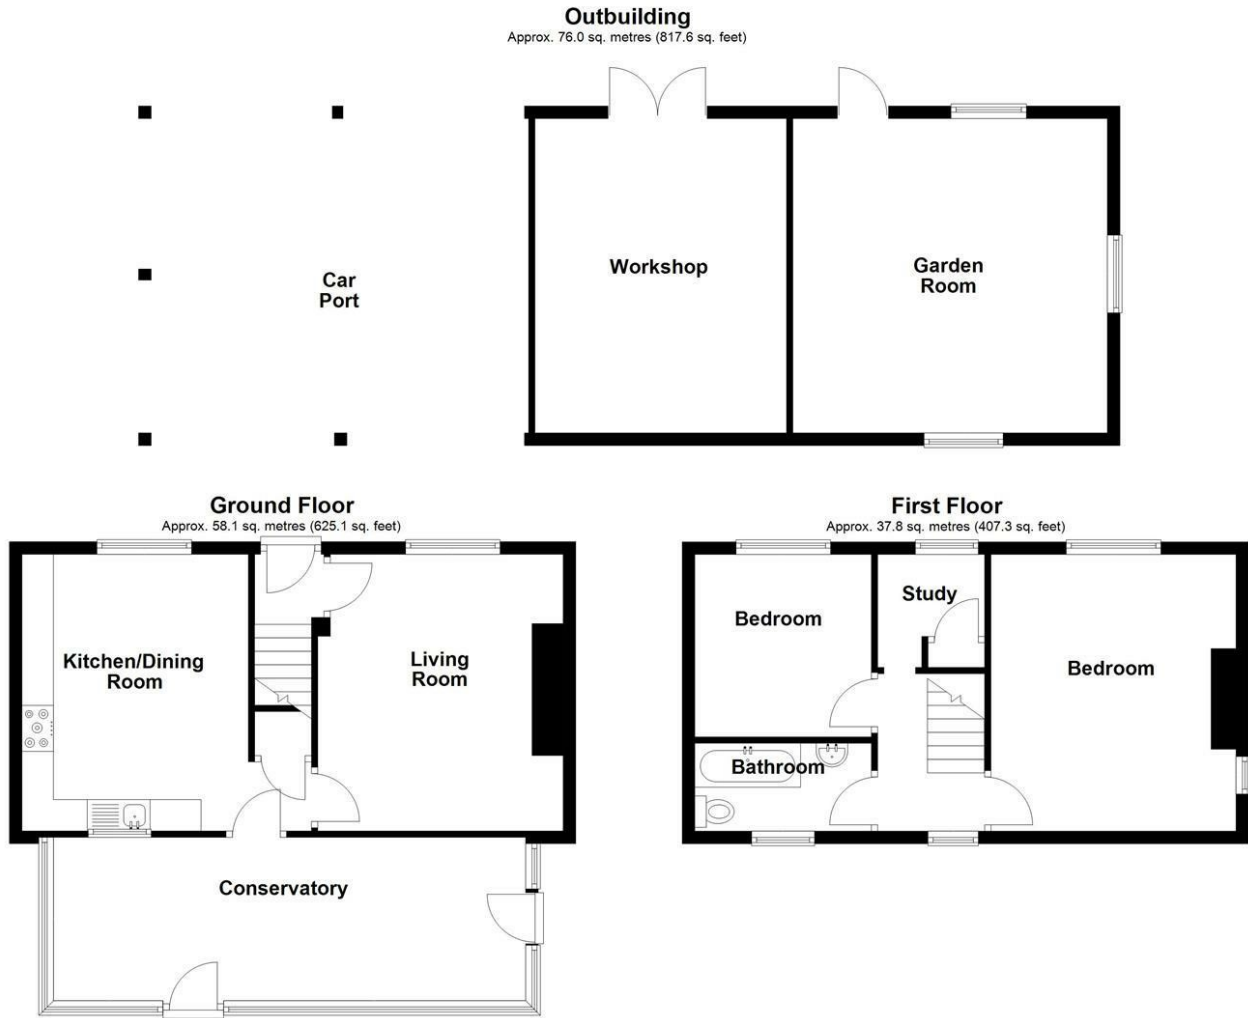 Outbuilding
Approx. 76.0 sq. metres (817.6 sq. feet)
Car
Port
Workshop
Garden
Room
Ground Floor
Approx. 58.1 sq. metres (625.1 sq. feet)
Kitchen/Dining
Room
Living
Room
Conservatory
First Floor
Approx. 37.8 sq. metres (407.3 sq. feet)
Bedroom
Study
Bedroom
Bathroom